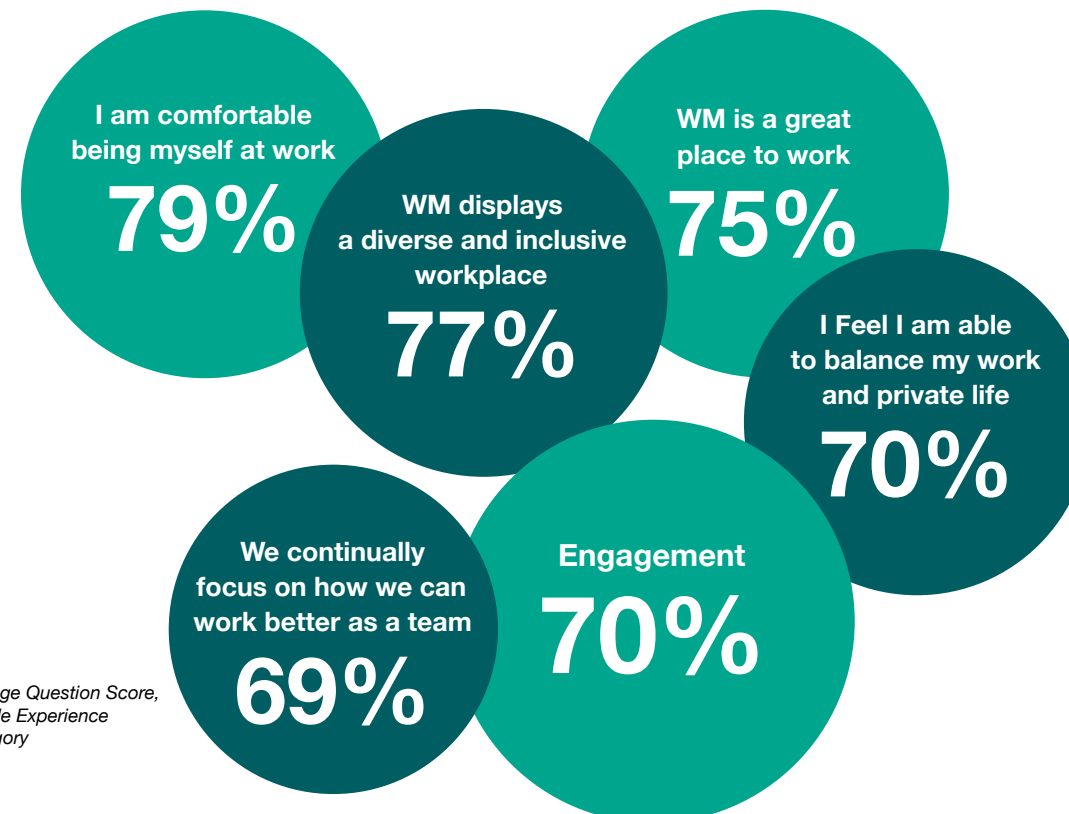 I am comfortable
being myself at work
79%
WM displays
a diverse and inclusive
workplace
77%
WM is a great
place to work
75%
I Feel I am able
to balance my work
and private life
70%
We continually
focus on how we can
work better as a team
69%
Engagement
70%
Question Score,
Experience